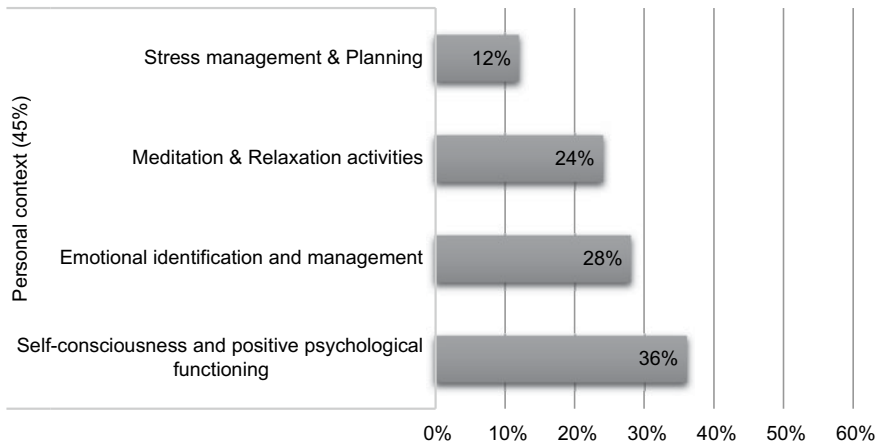 Personal context (45%)
Stress management & Planning
12%
Meditation & Relaxation activities
24%
Emotional identification and management
28%
Self-consciousness and positive psychological
functioning
36%
0% 10% 20% 30% 40% 50% 60%